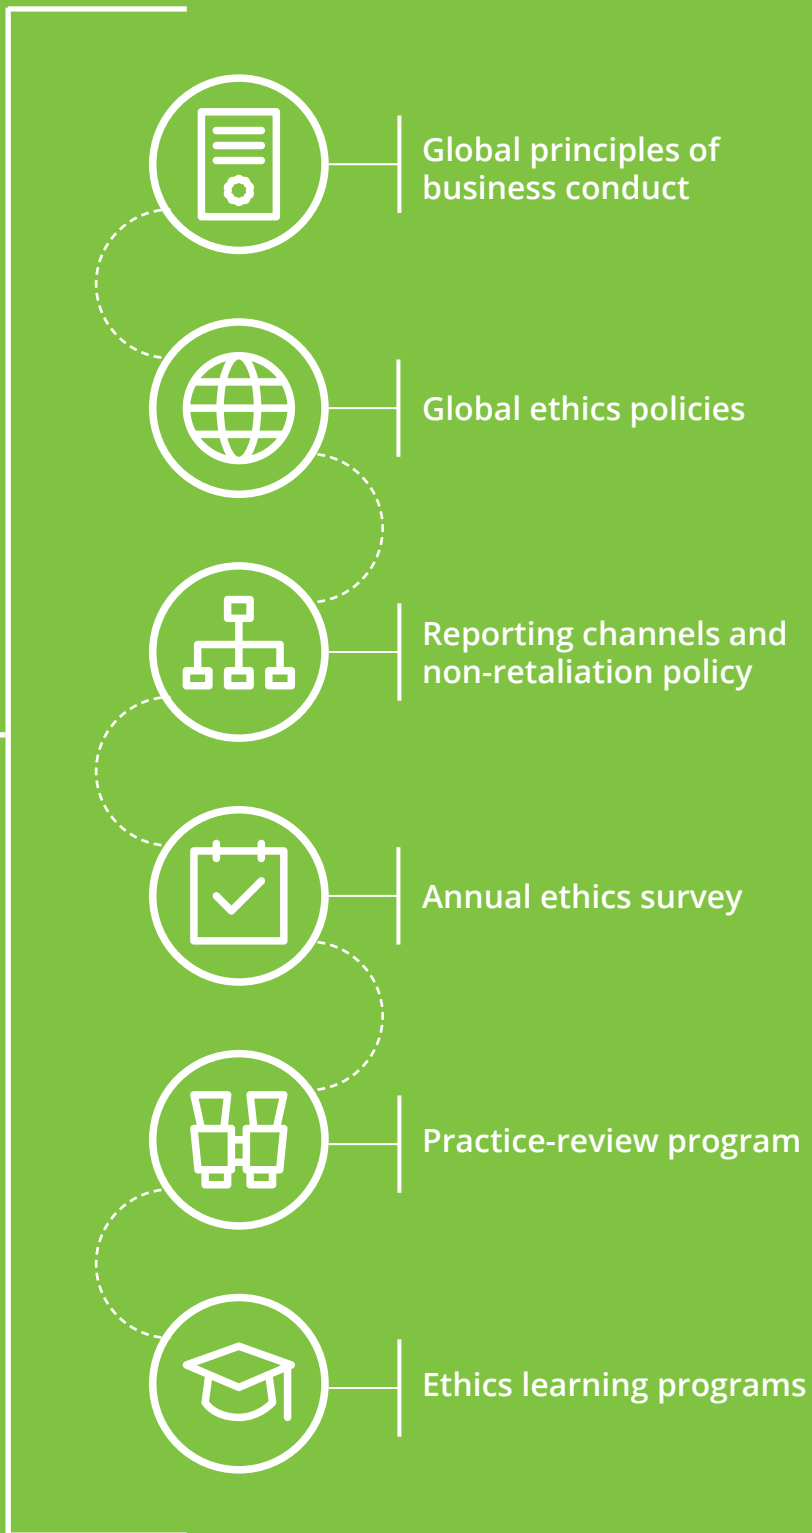 Global principles of
business conduct
Global ethics policies
Reporting channels and
non-retaliation policy
Annual ethics survey
Practice-review program
Ethics learning programs